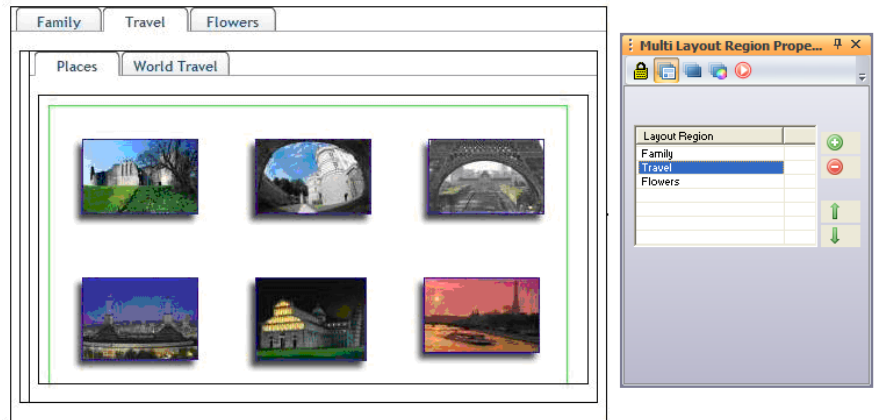 Family Travel Flowers
Places World Travel
Multi Layout Region Prope...
Layout Region
Family
Travel
Flowers